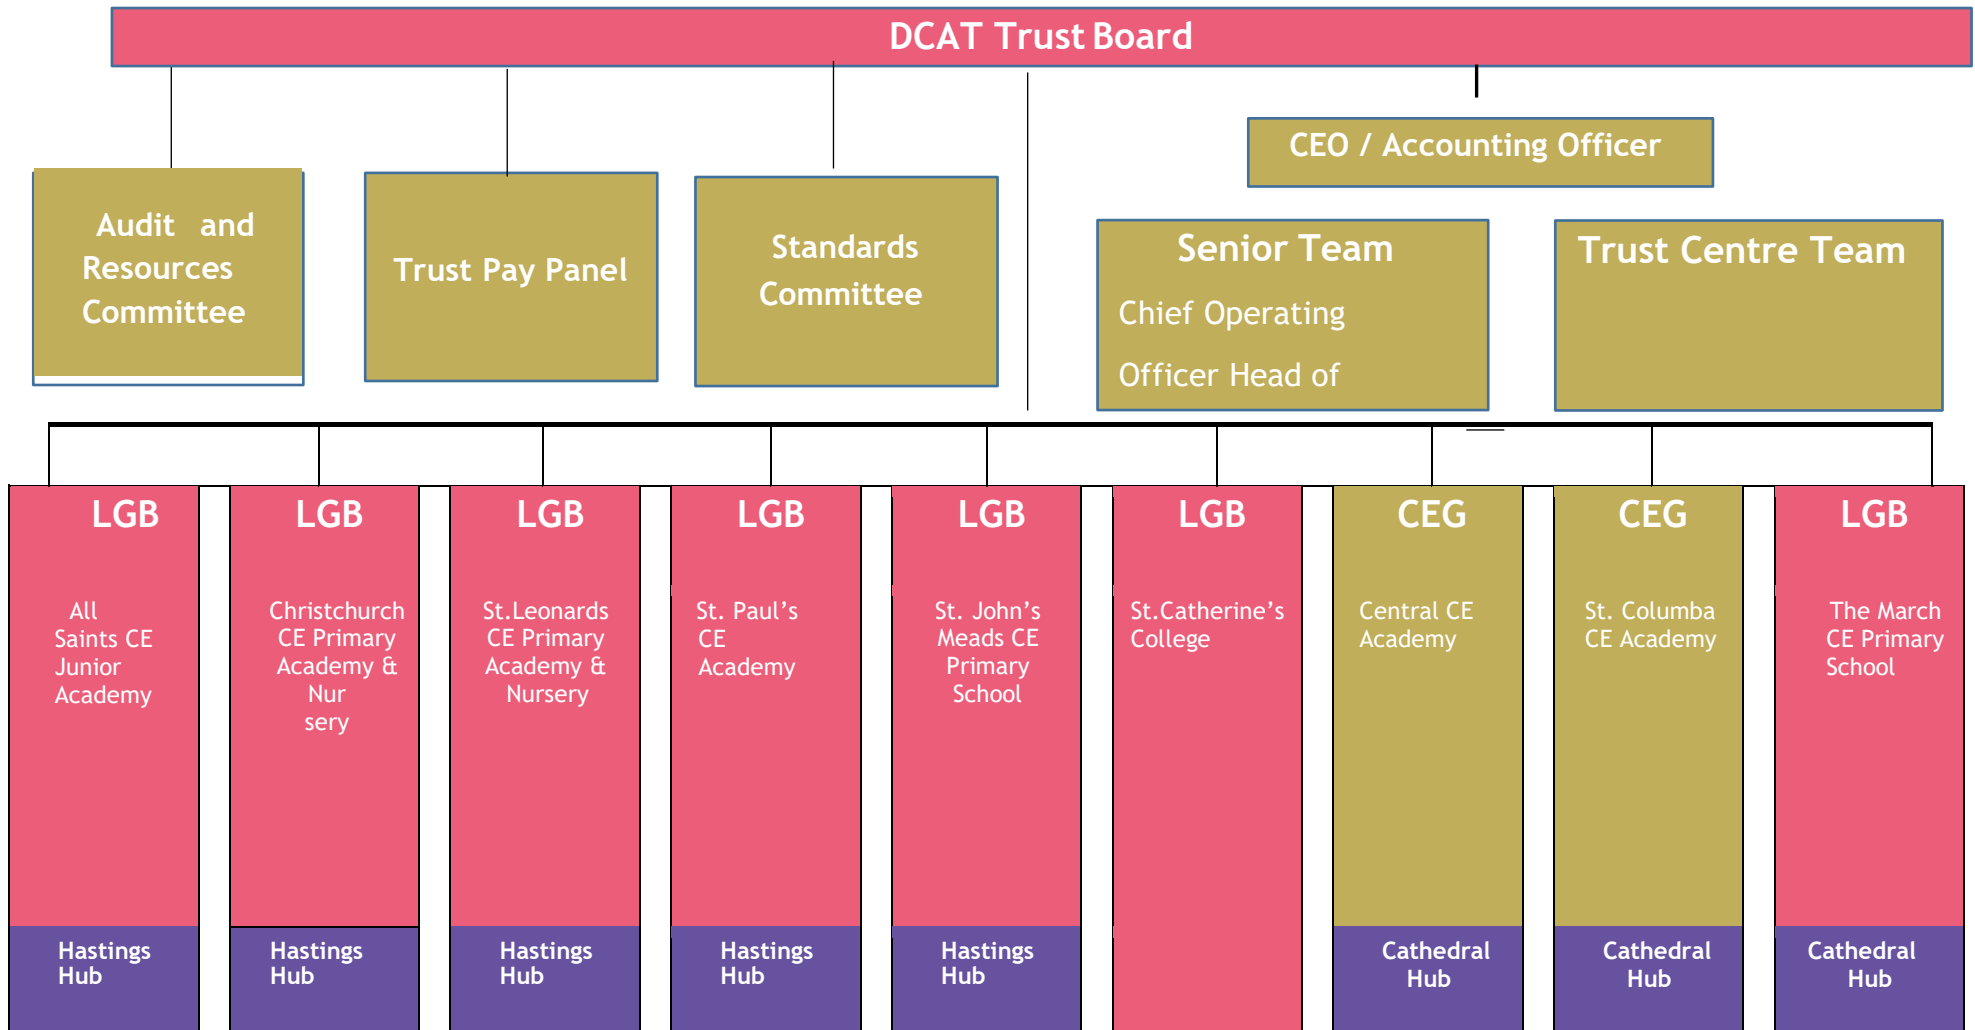 DCAT Trust Board
CEO / Accounting Officer
Audit and
Resources
Committee
Trust Pay Panel
Standards
Committee
Senior Team
Chief Operating
Officer Head of
Trust Centre Team
LGB
All
Saints CE
Junior
Academy
Hastings
Hub
LGB
Christchurch
CE Primary
Academy &
Nur
sery
Hastings
Hub
LGB
St.Leonards
CE Primary
Academy &
Nursery
Hastings
Hub
LGB
St. Paul’s
CE
Academy
Hastings
Hub
LGB
St. John’s
Meads CE
Primary
School
Hastings
Hub
LGB
St.Catherine’s
College
CEG
Central CE
Academy
Cathedral
Hub
CEG
St. Columba
CE Academy
Cathedral
Hub
LGB
The March
CE Primary
School
Cathedral
Hub